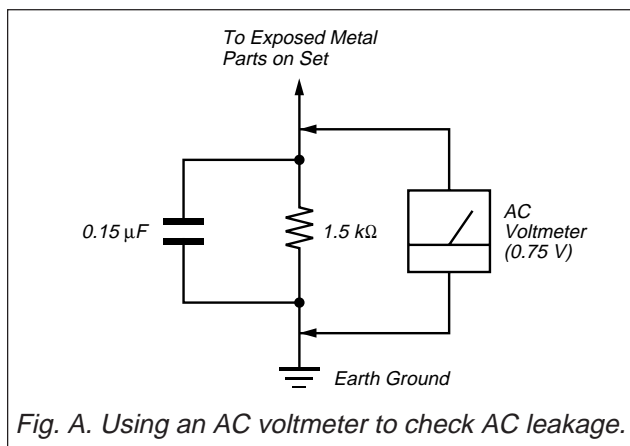 To Exposed Metal
Parts on Set
0.15 μF
1.5 kΩ
AC
Voltmeter
(0.75 V)
Earth Ground
Fig. A. Using an AC voltmeter to check AC leakage.